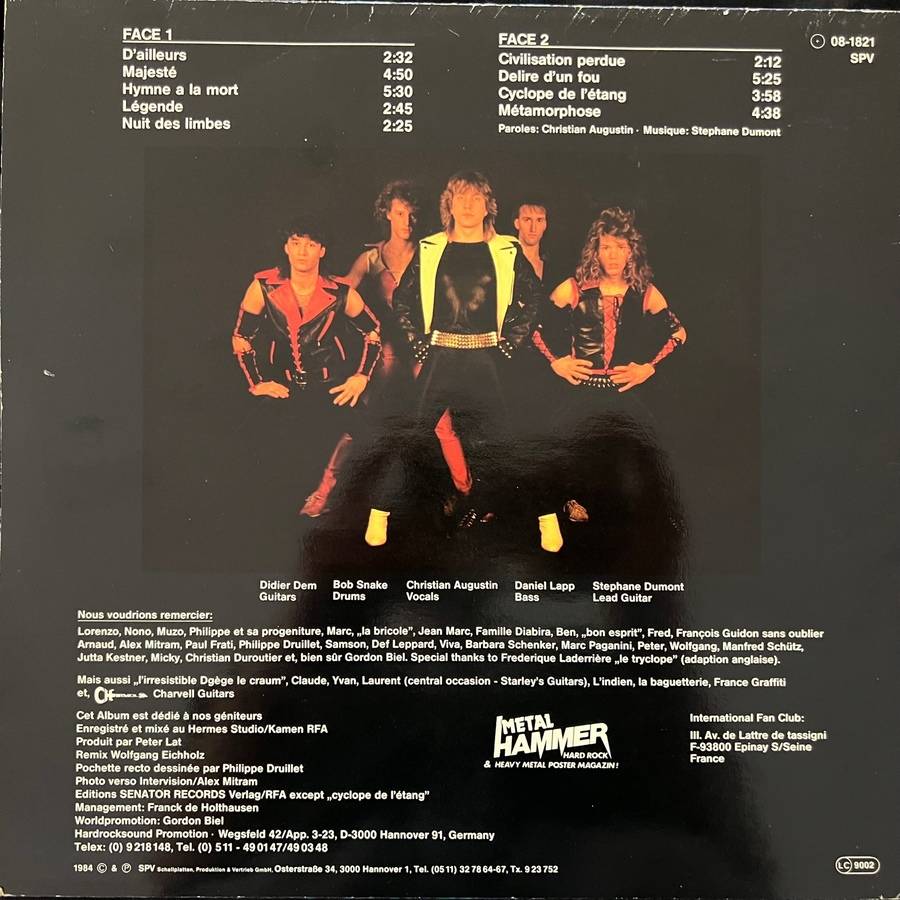 FACE 1
D'ailleurs 2:32
Majesté 4:50
Hymne a la mort 5:30
Légende 2:45
Nuit des limbes 2:25
FACE 2
Civilisation perdue 2:12
Delire d'un fou 5:25
Cyclope de l'étang 3:58
Métamorphose 4:38
Paroles: Christian Augustin · Musique: Stephane Dumont
08-1821
SPV
Didier Dem
Guitars
Bob Snake
Drums
Christian Augustin
Vocals
Daniel Lapp
Bass
Stephane Dumont
Lead Guitar
Nous voudrions remercier:
Lorenzo, Nono, Muzo, Philippe et sa progeniture, Marc, „la bricole", Jean Marc, Famille Diabira, Ben, „bon esprit", Fred, François Guidon sans oublier
Arnaud, Alex Mitram, Paul Frati, Philippe Druillet, Samson, Def Leppard, Viva, Barbara Schenker, Marc Paganini, Peter, Wolfgang, Manfred Schütz,
Jutta Kestner, Micky, Christian Duroutier et, bien sûr Gordon Biel. Special thanks to Frederique Laderrière „le tryclope" (adaption anglaise).
Mais aussi „l'irresistible Dgège le craum", Claude, Yvan, Laurent (central occasion - Starley's Guitars), L'indien, la baguetterie, France Graffiti
et, Charvell Guitars
Cet Album est dédié à nos géniteurs
Enregistré et mixé au Hermes Studio/Kamen RFA
Produit par Peter Lat
Remix Wolfgang Eichholz
Pochette recto dessinée par Philippe Druillet
Photo verso Intervision/Alex Mitram
Editions SENATOR RECORDS Verlag/RFA except „cyclope de l'étang"
Management: Franck de Holthausen
Worldpromotion: Gordon Biel
Hardrocksound Promotion · Wegsfeld 42/App. 3-23, D-3000 Hannover 91, Germany
Telex: (0) 9 218 148, Tel. (0) 5 11 - 49 01 47/49 03 48
METAL
HAMMER
HARD ROCK
& HEAVY METAL POSTER MAGAZIN!
International Fan Club:
III. Av. de Lattre de tassigni
F-93800 Epinay S/Seine
France
1984 © & ℗ SPV Schallplatten, Produktion & Vertrieb GmbH, Osterstraße 34, 3000 Hannover 1, Tel. (05 11) 32 78 64-67, Tx. 9 23 752
LC 9002